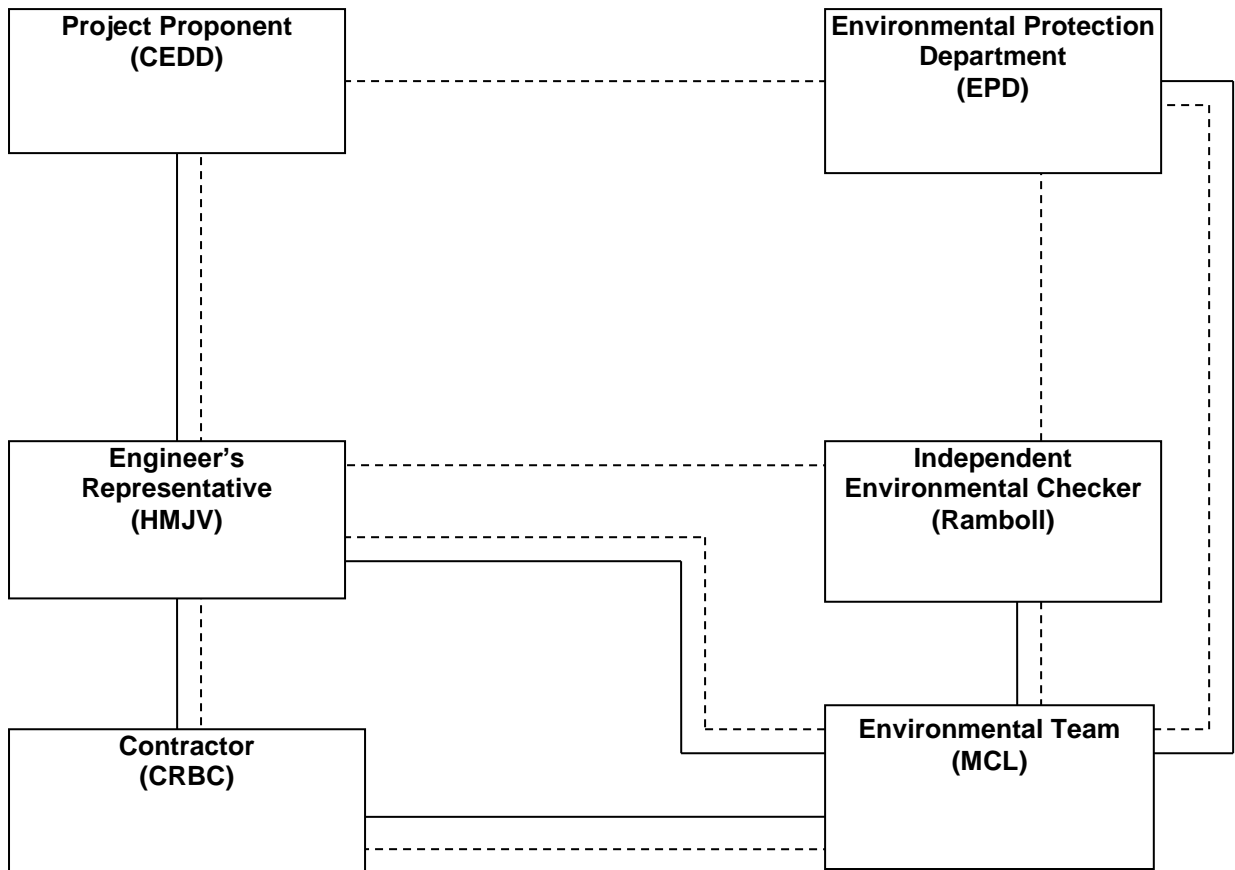 Project Proponent
(CEDD)
Environmental Protection
Department
(EPD)
Engineer’s
Representative
(HMJV)
Independent
Environmental Checker
(Ramboll)
Contractor
(CRBC)
Environmental Team
(MCL)